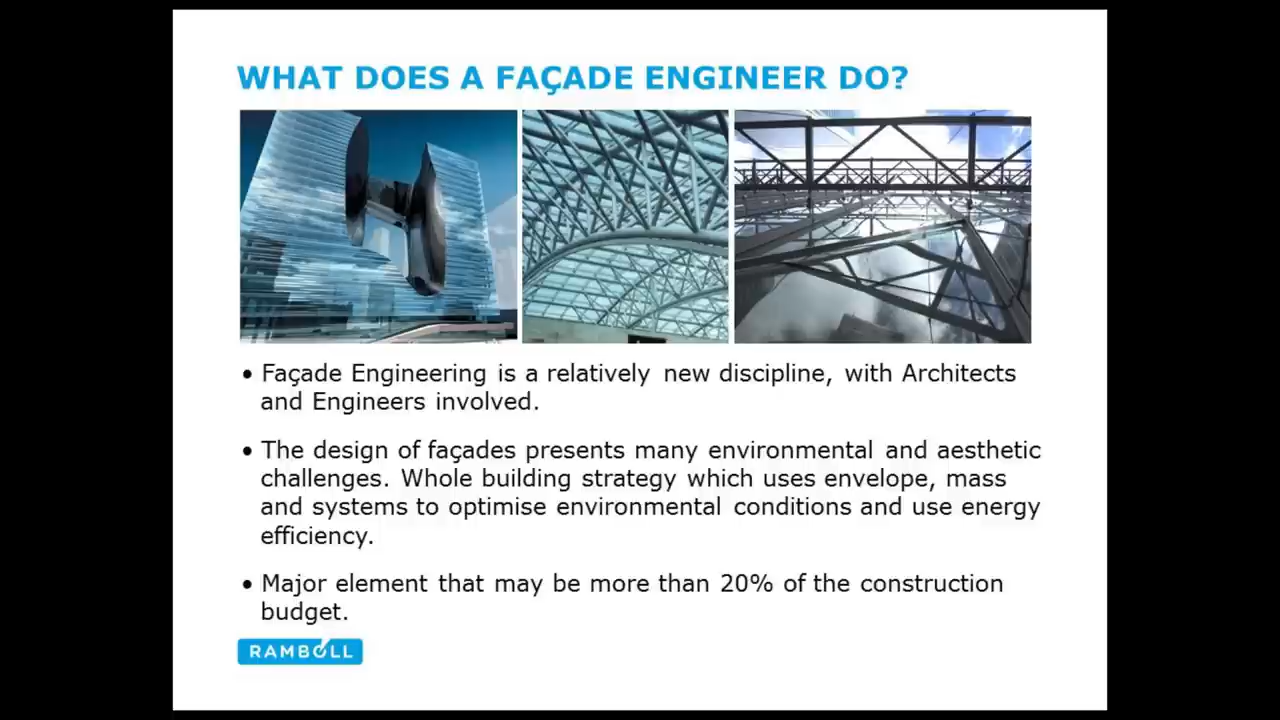 WHAT DOES A FAÇADE ENGINEER DO?
• Façade Engineering is a relatively new discipline, with Architects
and Engineers involved.
• The design of façades presents many environmental and aesthetic
challenges. Whole building strategy which uses envelope, mass
and systems to optimise environmental conditions and use energy
efficiency.
• Major element that may be more than 20% of the construction
budget.
RAMBOLL